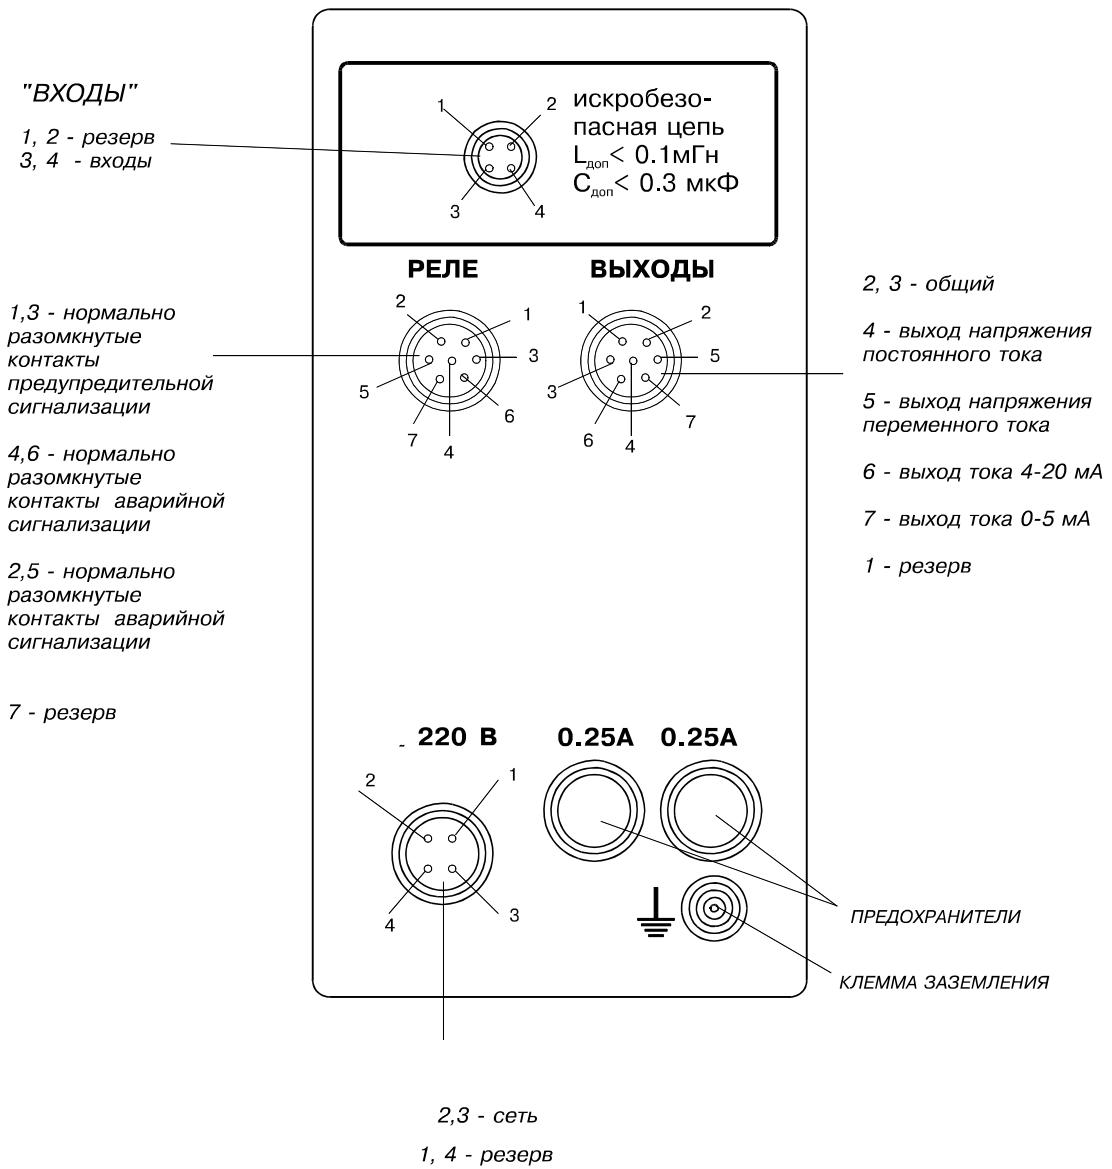 "ВХОДЫ"
1, 2 - резерв
3, 4 - входы
1
2
3
4
искробезо-
пасная цепь
Lдоп< 0.1мГн
Cдоп< 0.3 мкФ
РЕЛЕ
ВЫХОДЫ
1,3 - нормально
разомкнутые
контакты
предупредительной
сигнализации
4,6 - нормально
разомкнутые
контакты аварийной
сигнализации
2,5 - нормально
разомкнутые
контакты аварийной
сигнализации
7 - резерв
2
1
3
5
6
7
4
1
2
5
3
7
6
4
2, 3 - общий
4 - выход напряжения
постоянного тока
5 - выход напряжения
переменного тока
6 - выход тока 4-20 мА
7 - выход тока 0-5 мА
1 - резерв
- 220 В
0.25А
0.25А
2
1
4
3
ПРЕДОХРАНИТЕЛИ
КЛЕММА ЗАЗЕМЛЕНИЯ
2,3 - сеть
1, 4 - резерв